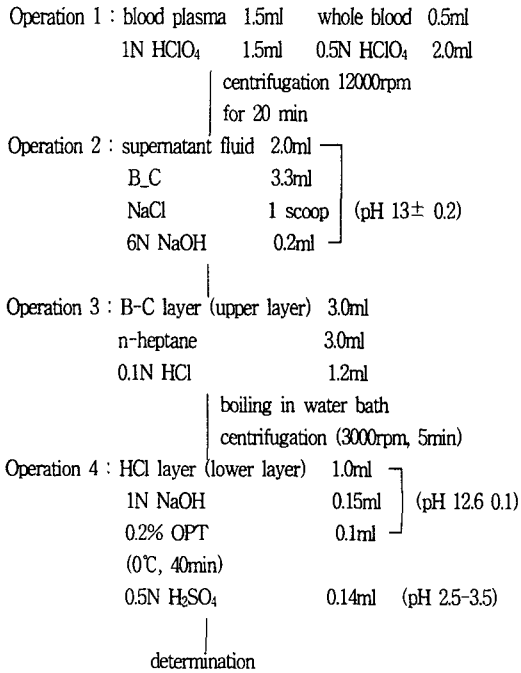 Operation 1 : blood plasma 1.5ml whole blood 0.5ml
1N HClO₄ 1.5ml 0.5N HClO₄ 2.0ml
centrifugation 12000rpm
for 20 min
Operation 2 : supernatant fluid 2.0ml
B_C 3.3ml
NaCl 1 scoop (pH 13± 0.2)
6N NaOH 0.2ml
Operation 3 : B-C layer (upper layer) 3.0ml
n-heptane 3.0ml
0.1N HCl 1.2ml
boiling in water bath
centrifugation (3000rpm, 5min)
Operation 4 : HCl layer (lower layer) 1.0ml
1N NaOH 0.15ml (pH 12.6 0.1)
0.2% OPT 0.1ml
(0℃, 40min)
0.5N H₂SO₄ 0.14ml (pH 2.5-3.5)
determination